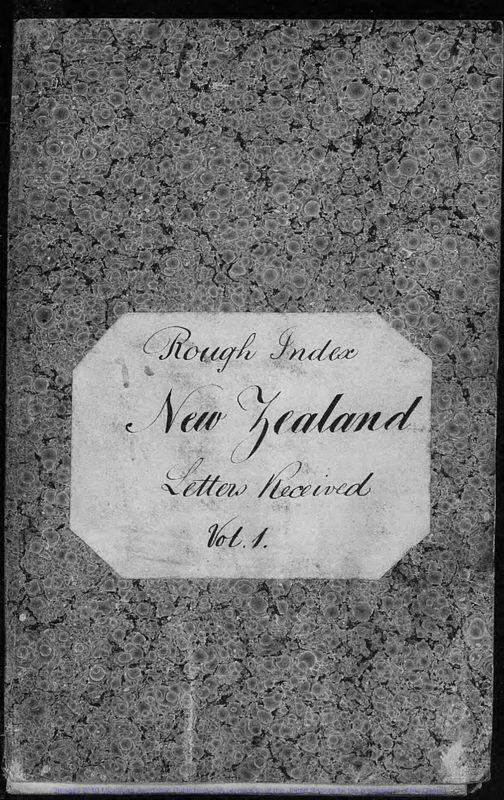 Rough Index
New Zealand
Letters Received
Vol. 1.